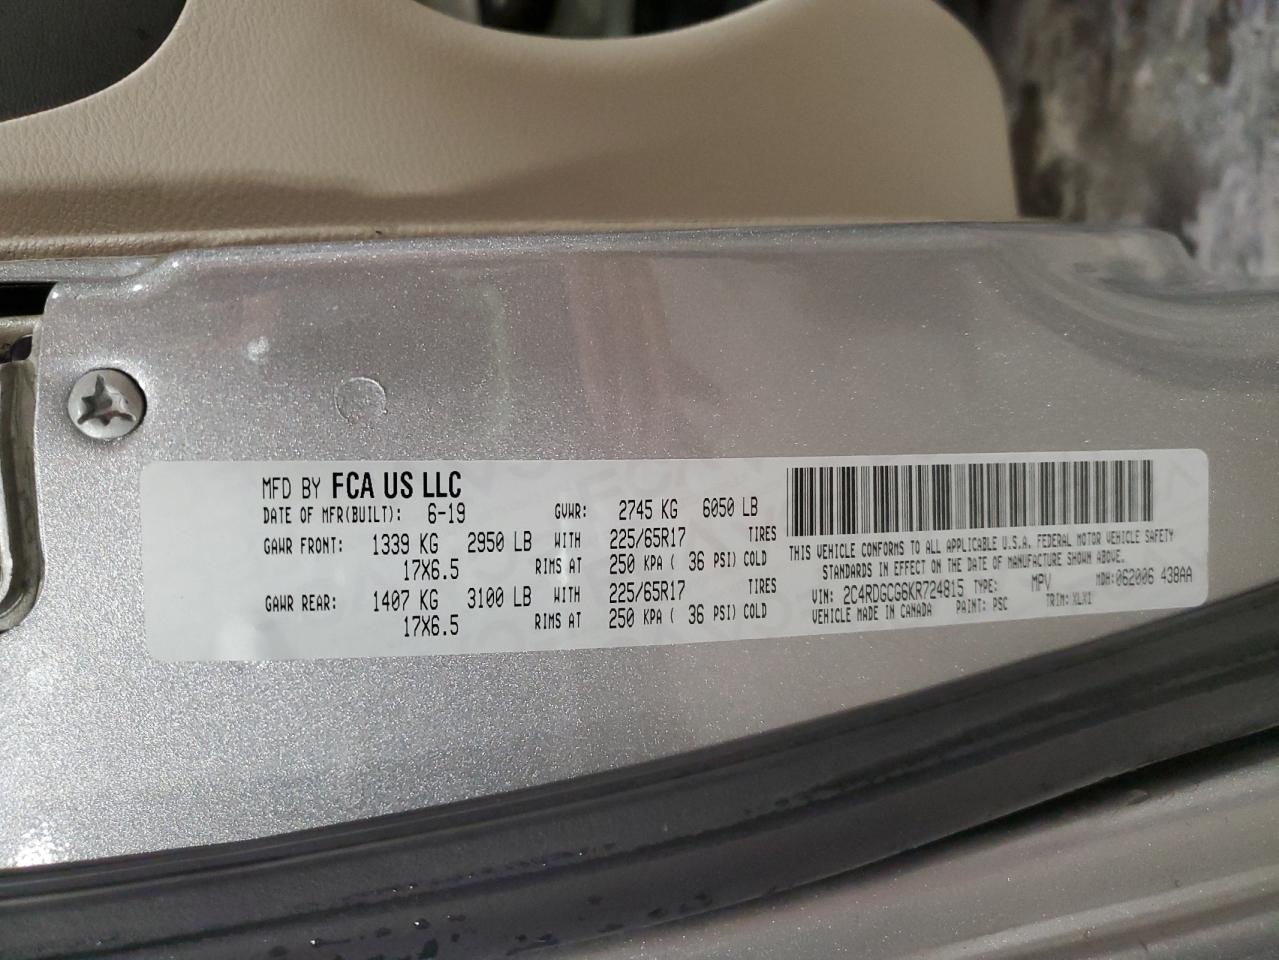 MFD BY FCA US LLC
DATE OF MFR(BUILT): 6-19 GVWR: 2745 KG 6050 LB
GAWR FRONT: 1339 KG 2950 LB WITH 225/65R17 TIRES
17X6.5 RIMS AT 250 KPA ( 36 PSI) COLD
GAWR REAR: 1407 KG 3100 LB WITH 225/65R17 TIRES
17X6.5 RIMS AT 250 KPA ( 36 PSI) COLD
THIS VEHICLE CONFORMS TO ALL APPLICABLE U.S.A. FEDERAL MOTOR VEHICLE SAFETY
STANDARDS IN EFFECT ON THE DATE OF MANUFACTURE SHOWN ABOVE.
VIN: 2C4RDGCG6KR724815 TYPE: MPV MDH: 062006 438AA
VEHICLE MADE IN CANADA PAINT: PSC TRIM: XLX1